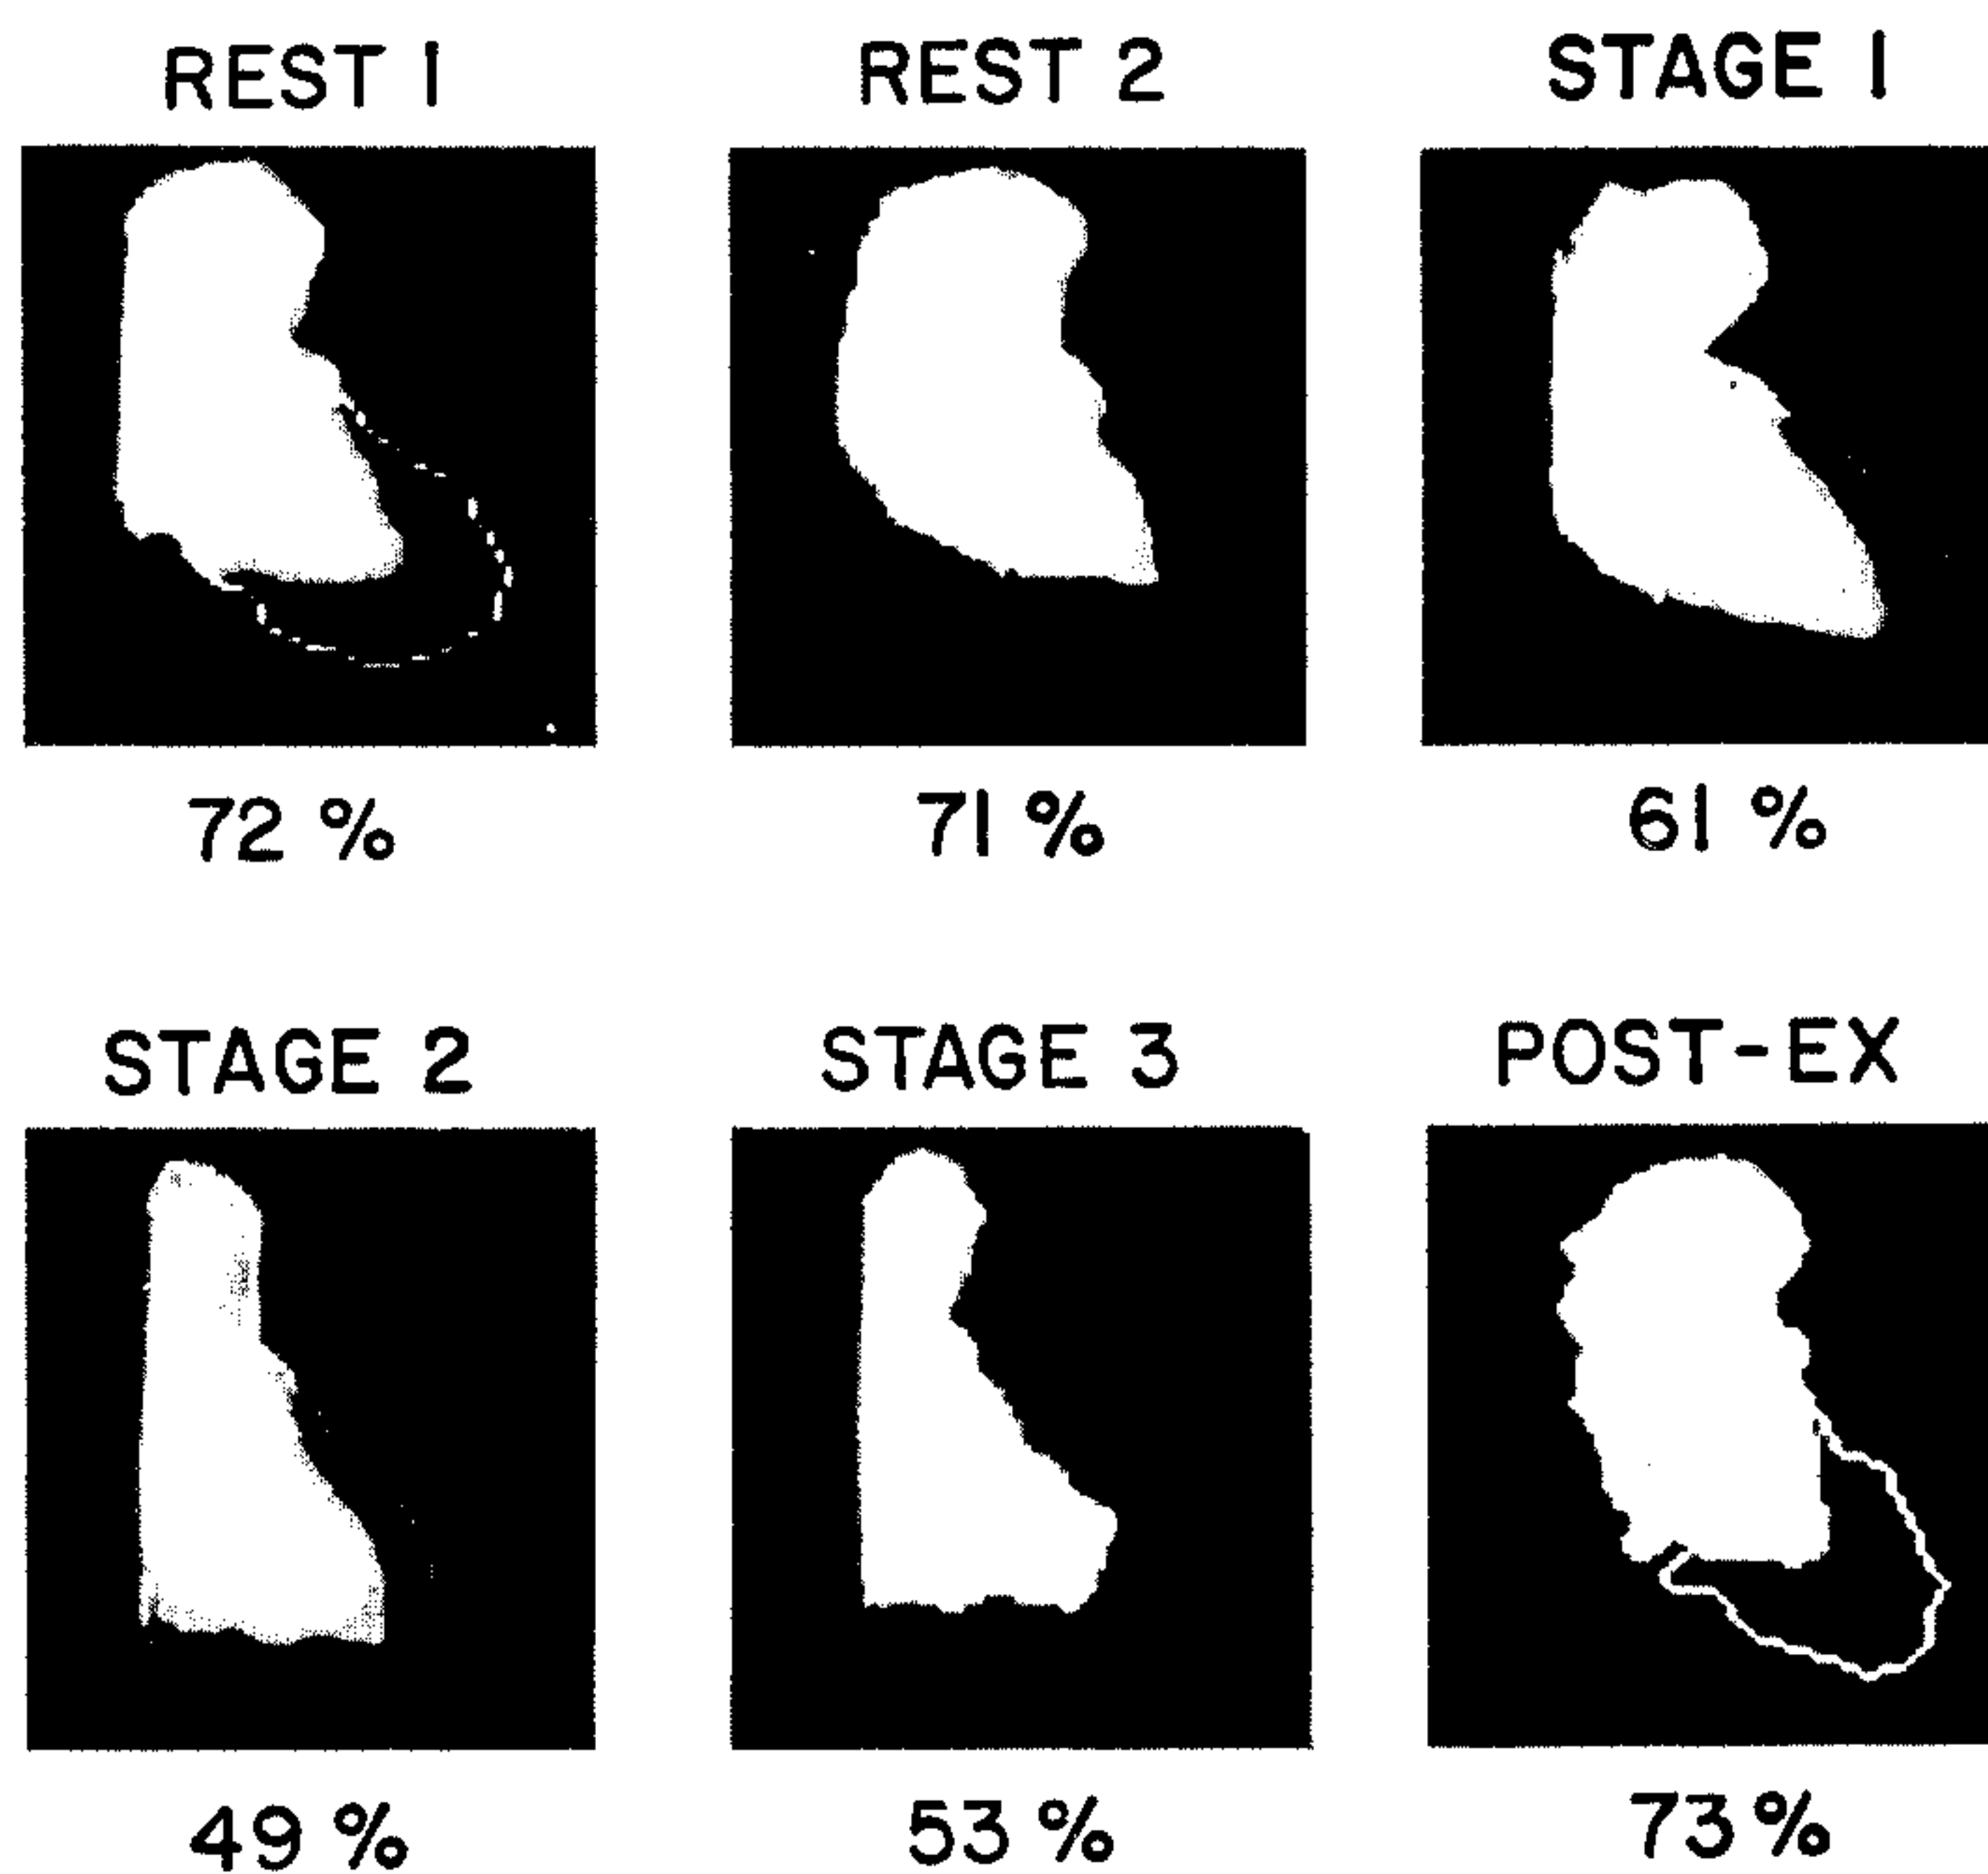 REST 1 REST 2 STAGE 1
72 % 71 % 61 %
STAGE 2 STAGE 3 POST-EX
49 % 53 % 73 %